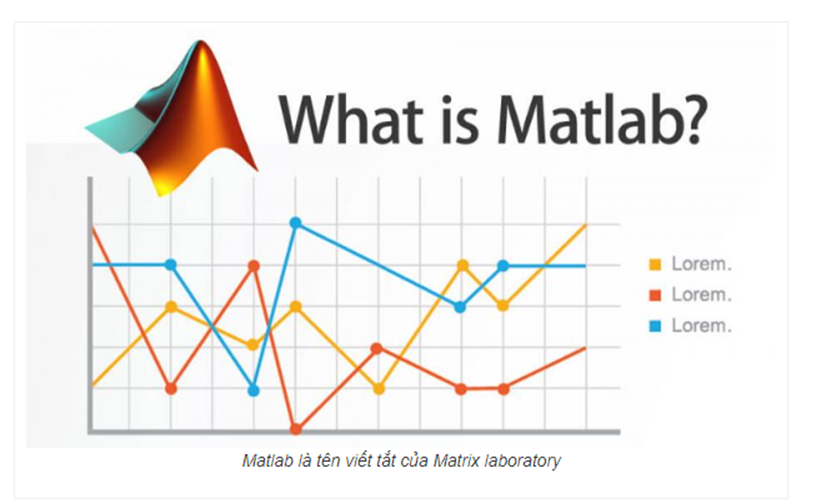 What is Matlab?
Lorem.
Lorem.
Lorem.
Matlab là tên viết tắt của Matrix laboratory